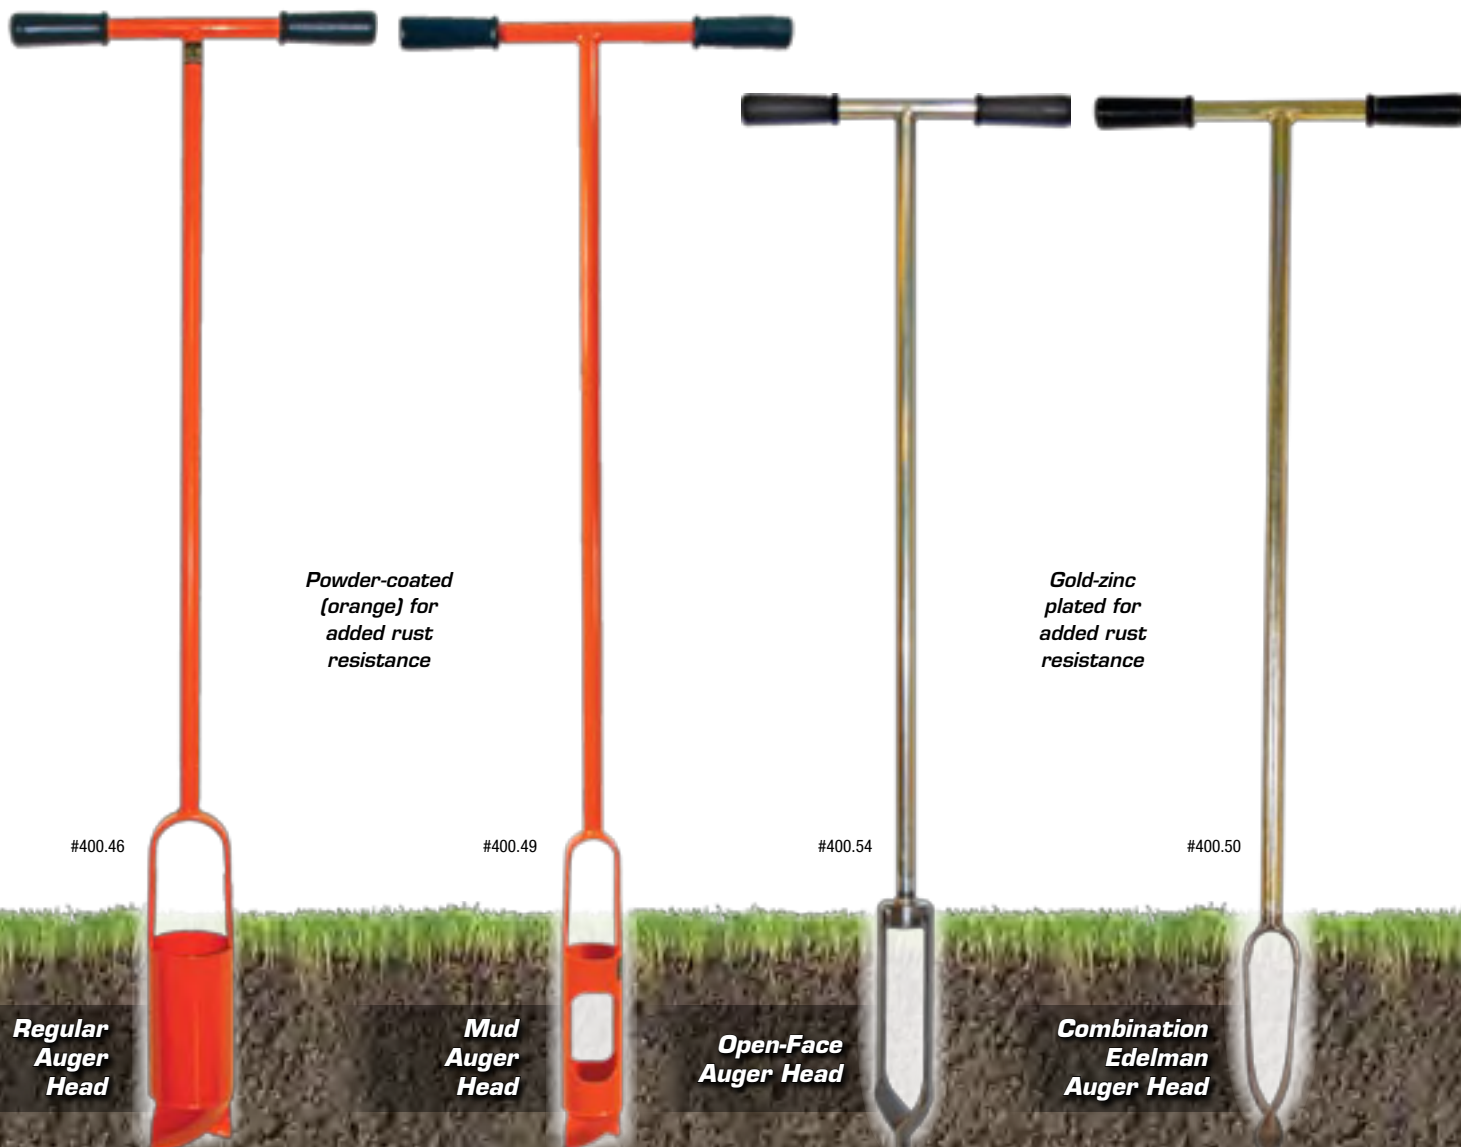 Powder-coated
(orange) for
added rust
resistance
Gold-zinc
plated for
added rust
resistance
#400.46
#400.49
#400.54
#400.50
Regular
Auger
Head
Mud
Auger
Head
Open-Face
Auger Head
Combination
Edelman
Auger Head